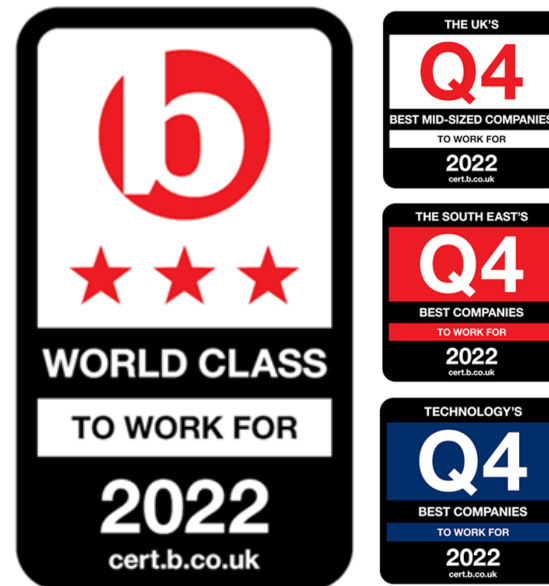 b
WORLD CLASS
TO WORK FOR
2022
cert.b.co.uk
THE UK'S
Q4
BEST MID-SIZED COMPANIES
TO WORK FOR
2022
cert.b.co.uk
THE SOUTH EAST'S
Q4
BEST COMPANIES
TO WORK FOR
2022
cert.b.co.uk
TECHNOLOGY'S
Q4
BEST COMPANIES
TO WORK FOR
2022
cert.b.co.uk